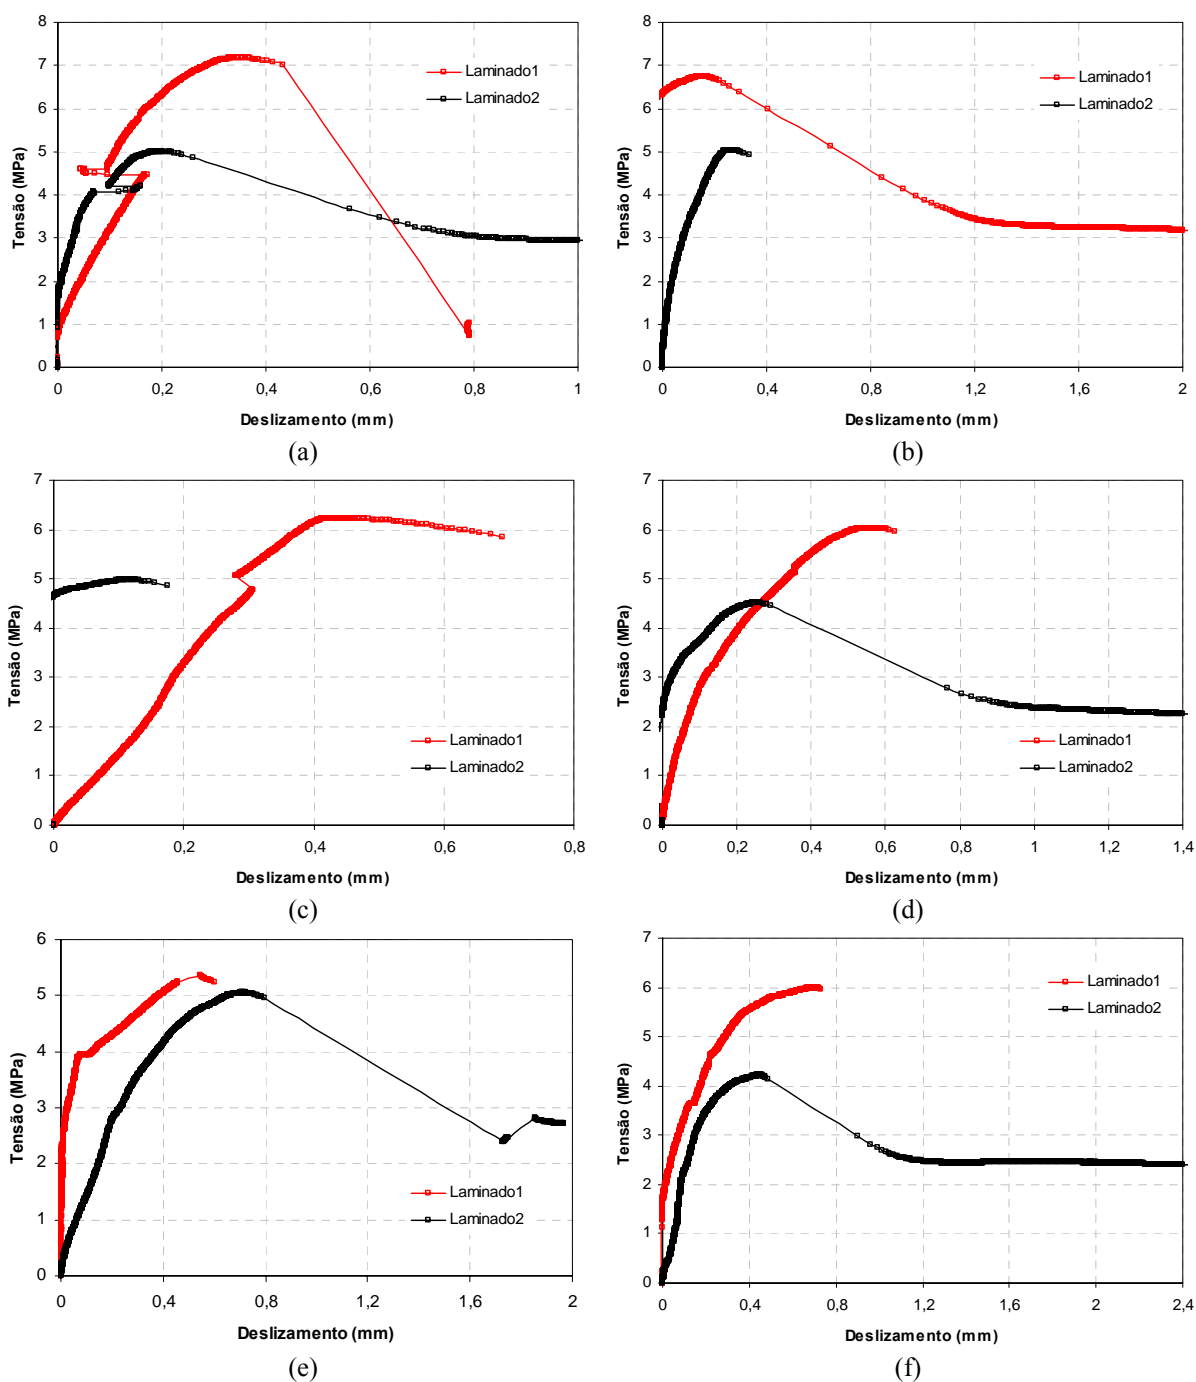 8
7
6
5
4
3
2
1
0
Tensão (MPa)
Laminado1
Laminado2
0 0,2 0,4 0,6 0,8 1
Deslizamento (mm)
(a)
8
7
6
5
4
3
2
1
0
Tensão (MPa)
Laminado1
Laminado2
0 0,4 0,8 1,2 1,6 2
Deslizamento (mm)
(b)
7
6
5
4
3
2
1
0
Tensão (MPa)
Laminado1
Laminado2
0 0,2 0,4 0,6 0,8
Deslizamento (mm)
(c)
7
6
5
4
3
2
1
0
Tensão (MPa)
Laminado1
Laminado2
0 0,2 0,4 0,6 0,8 1 1,2 1,4
Deslizamento (mm)
(d)
6
5
4
3
2
1
0
Tensão (MPa)
Laminado1
Laminado2
0 0,4 0,8 1,2 1,6 2
Deslizamento (mm)
(e)
7
6
5
4
3
2
1
0
Tensão (MPa)
Laminado1
Laminado2
0 0,4 0,8 1,2 1,6 2 2,4
Deslizamento (mm)
(f)